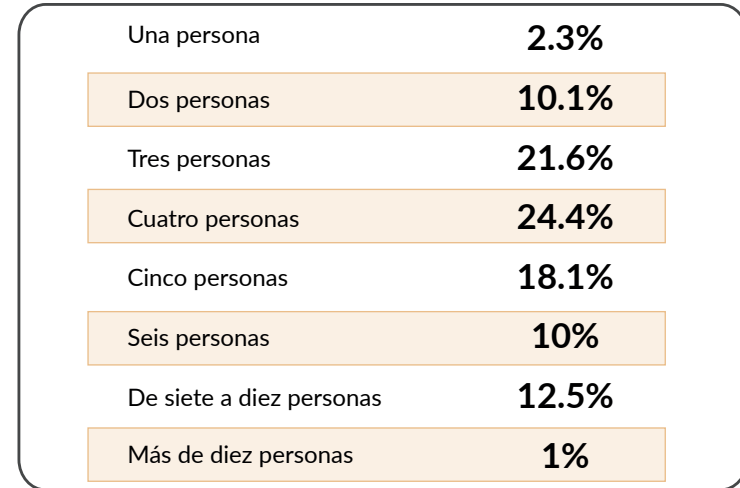 Una persona 2.3%
Dos personas 10.1%
Tres personas 21.6%
Cuatro personas 24.4%
Cinco personas 18.1%
Seis personas 10%
De siete a diez personas 12.5%
Más de diez personas 1%